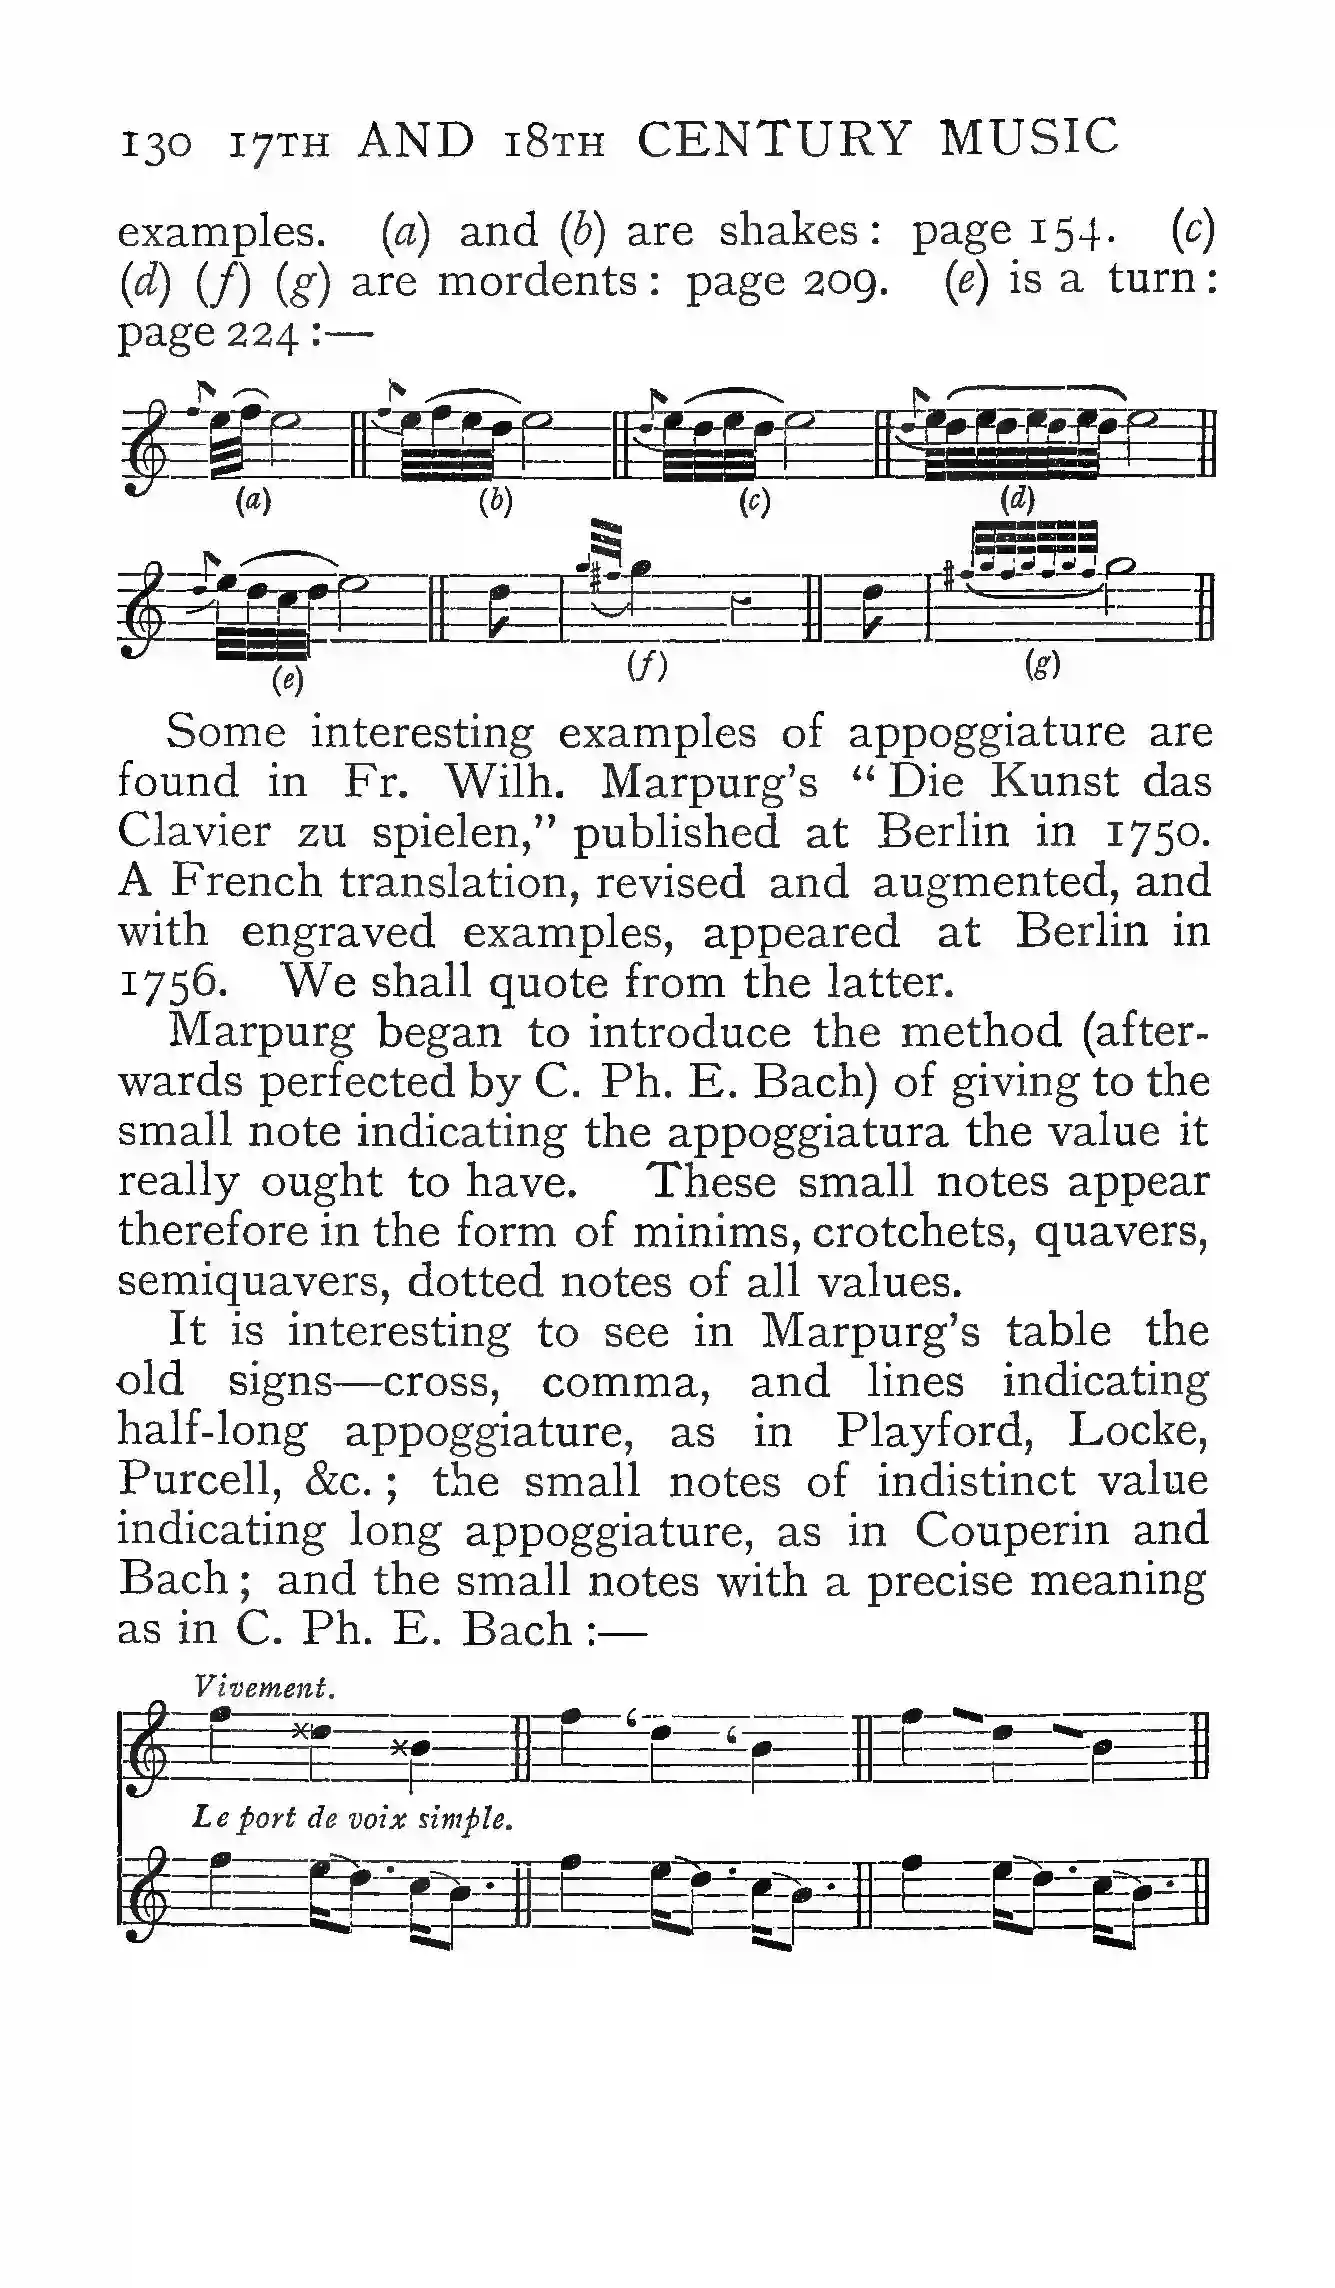 130 17TH AND 18TH CENTURY MUSIC
examples. (a) and (b) are shakes: page 154. (c)
(d) (f) (g) are mordents: page 209. (e) is a turn:
page 224:—
(a) (b) (c) (d)
(e) (f) (g)
Some interesting examples of appoggiature are
found in Fr. Wilh. Marpurg's “Die Kunst das
Clavier zu spielen,” published at Berlin in 1750.
A French translation, revised and augmented, and
with engraved examples, appeared at Berlin in
1756. We shall quote from the latter.
Marpurg began to introduce the method (after-
wards perfected by C. Ph. E. Bach) of giving to the
small note indicating the appoggiatura the value it
really ought to have. These small notes appear
therefore in the form of minims, crotchets, quavers,
semiquavers, dotted notes of all values.
It is interesting to see in Marpurg's table the
old signs—cross, comma, and lines indicating
half-long appoggiature, as in Playford, Locke,
Purcell, &c.; the small notes of indistinct value
indicating long appoggiature, as in Couperin and
Bach; and the small notes with a precise meaning
as in C. Ph. E. Bach:—
Vivement.
Le port de voix simple.